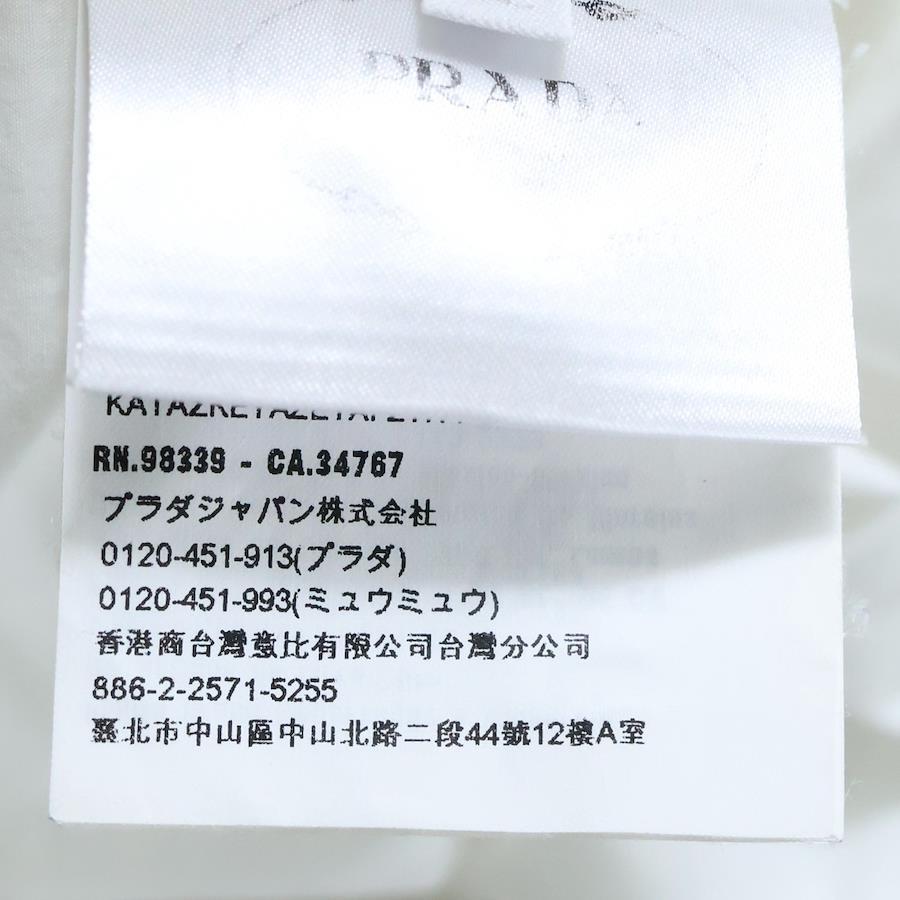 PRADA
RN.98339 - CA.34767
プラダジャパン株式会社
0120-451-913(プラダ)
0120-451-993(ミュウミュウ)
香港商台灣意比有限公司台灣分公司
886-2-2571-5255
臺北市中山區中山北路二段44號12樓A室